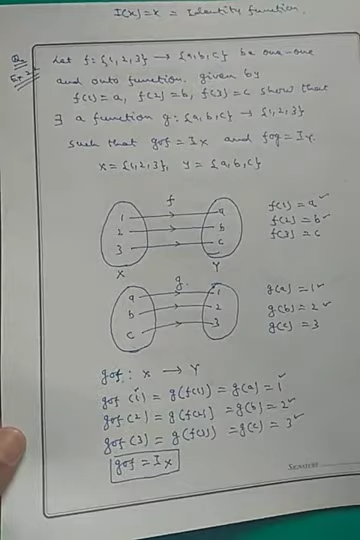 I(x) = x = Identity function.
Q.
Ex 2
Let f: {1,2,3} → {a,b,c} be one-one
and onto function given by
f(1) = a, f(2) = b, f(3) = c show that
∃ a function g: {a,b,c} → {1,2,3}
such that gof = Ix and fog = Iy.
x = {1,2,3}, y = {a,b,c}
f
1 a
2 b
3 c
X Y
f(1) = a ✓
f(2) = b ✓
f(3) = c
g.
a 1
b 2
c 3
g(a) = 1 ✓
g(b) = 2 ✓
g(c) = 3
gof : X → Y
gof (1) = g(f(1)) = g(a) = 1 ✓
gof (2) = g(f(2)) = g(b) = 2 ✓
gof (3) = g(f(3)) = g(c) = 3 ✓
gof = Ix
SIGNATURE